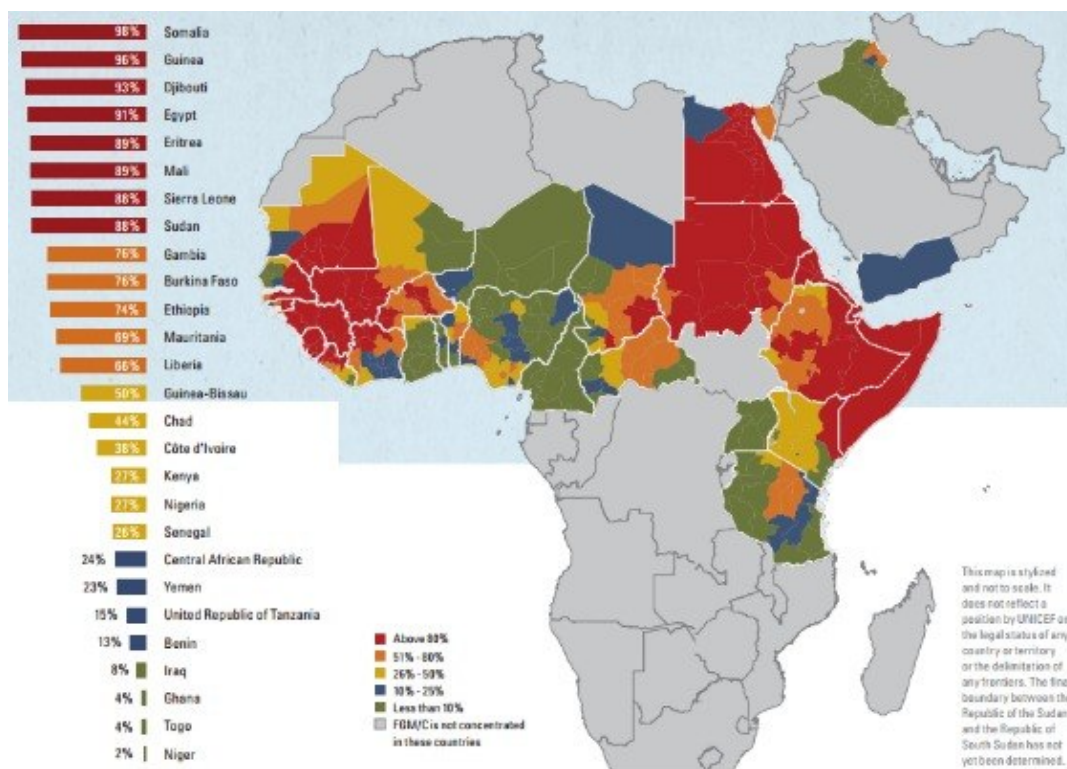 98% Somalia
96% Guinea
93% Djibouti
91% Egypt
89% Eritrea
89% Mali
88% Sierra Leone
88% Sudan
76% Gambia
76% Burkina Faso
74% Ethiopia
69% Mauritania
66% Liberia
50% Guinea-Bissau
44% Chad
38% Côte d'Ivoire
27% Kenya
27% Nigeria
26% Senegal
24% Central African Republic
23% Yemen
15% United Republic of Tanzania
13% Benin
8% Iraq
4% Ghana
4% Togo
2% Niger
Above 80%
51% - 80%
26% - 50%
10% - 25%
Less than 10%
FGM/C is not concentrated
in these countries
This map is stylized
and not to scale. It
does not reflect a
position by UNICEF on
the legal status of any
country or territory
or the delimitation of
any frontiers. The final
boundary between the
Republic of the Sudan
and the Republic of
South Sudan has not
yet been determined.